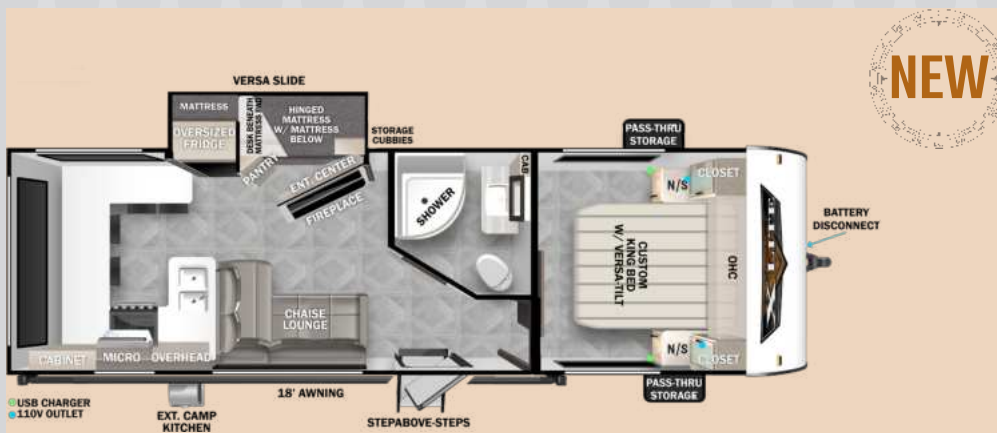 NEW
VERSA SLIDE
MATTRESS
OVERSIZED
FRIDGE
DESK BENEATH
MATTRESS PAD
HINGED
MATTRESS
W/ MATTRESS
BELOW
STORAGE
CUBBIES
PANTRY
ENT. CENTER
FIREPLACE
SHOWER
CAB
PASS-THRU
STORAGE
N/S
CLOSET
CUSTOM
KING BED
W/ VERSA-TILT
OHC
BATTERY
DISCONNECT
CHAISE
LOUNGE
CABINET
MICRO
OVERHEAD
N/S
CLOSET
PASS-THRU
STORAGE
USB CHARGER
110V OUTLET
EXT. CAMP
KITCHEN
18' AWNING
STEPABOVE-STEPS